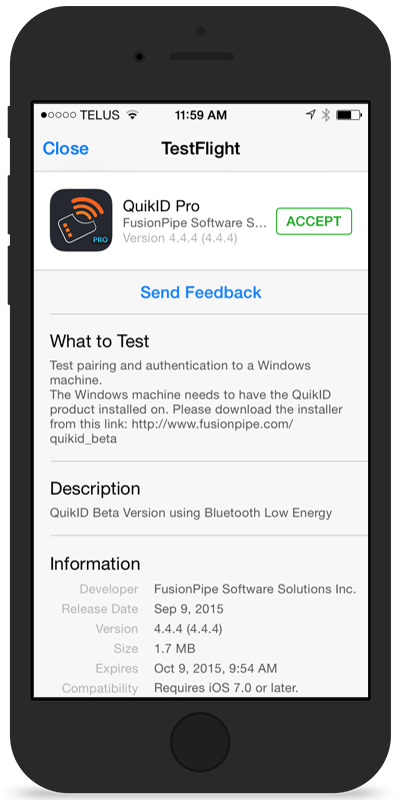 TELUS 11:59 AM
Close TestFlight
QuikID Pro
FusionPipe Software S...
Version 4.4.4 (4.4.4)
ACCEPT
PRO
Send Feedback
What to Test
Test pairing and authentication to a Windows
machine.
The Windows machine needs to have the QuikID
product installed on. Please download the installer
from this link: http://www.fusionpipe.com/
quikid_beta
Description
QuikID Beta Version using Bluetooth Low Energy
Information
Developer FusionPipe Software Solutions Inc.
Release Date Sep 9, 2015
Version 4.4.4 (4.4.4)
Size 1.7 MB
Expires Oct 9, 2015, 9:54 AM
Compatibility Requires iOS 7.0 or later.